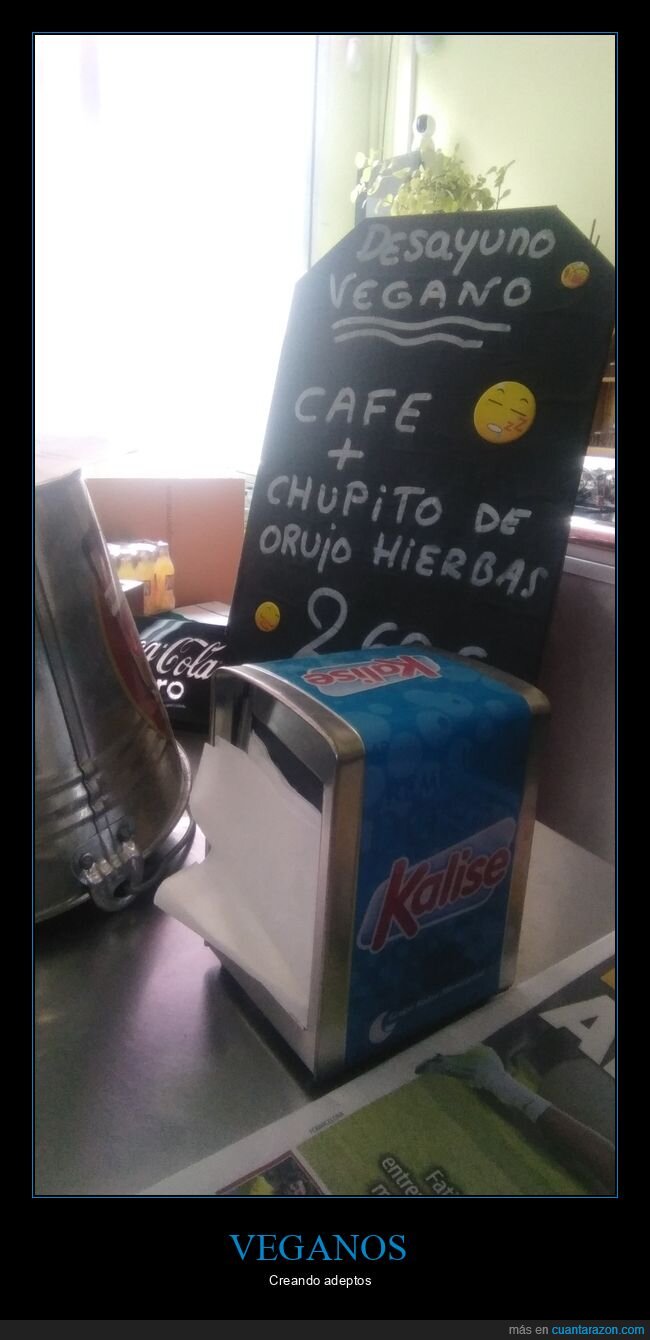 Desayuno
VEGANO
CAFE
+
CHUPITO DE
ORUJO HIERBAS
Coca-Cola
Kalise
Kalise
VEGANOS
Creando adeptos
más en cuantarazon.com